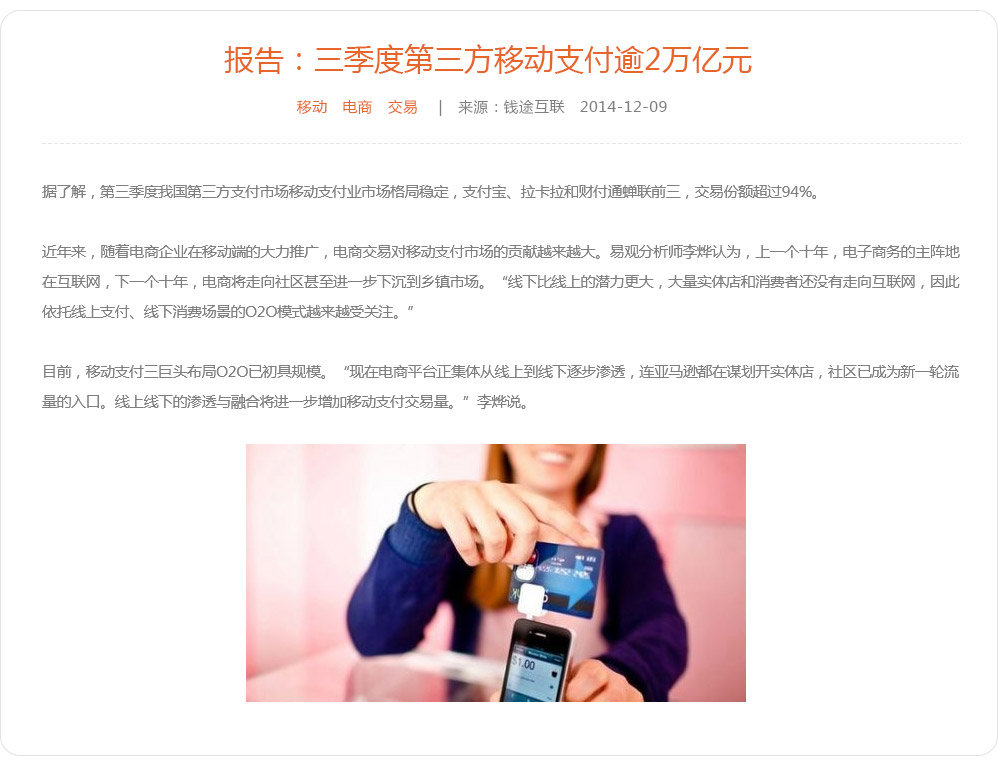 报告：三季度第三方移动支付逾2万亿元
移动 电商 交易 | 来源：钱途互联 2014-12-09
据了解，第三季度我国第三方支付市场移动支付业市场格局稳定，支付宝、拉卡拉和财付通蝉联前三，交易份额超过94%。
近年来，随着电商企业在移动端的大力推广，电商交易对移动支付市场的贡献越来越大。易观分析师李烨认为，上一个十年，电子商务的主阵地
在互联网，下一个十年，电商将走向社区甚至进一步下沉到乡镇市场。“线下比线上的潜力更大，大量实体店和消费者还没有走向互联网，因此
依托线上支付、线下消费场景的O2O模式越来越受关注。”
目前，移动支付三巨头布局O2O已初具规模。“现在电商平台正集体从线上到线下逐步渗透，连亚马逊都在谋划开实体店，社区已成为新一轮流
量的入口。线上线下的渗透与融合将进一步增加移动支付交易量。”李烨说。
$1.00